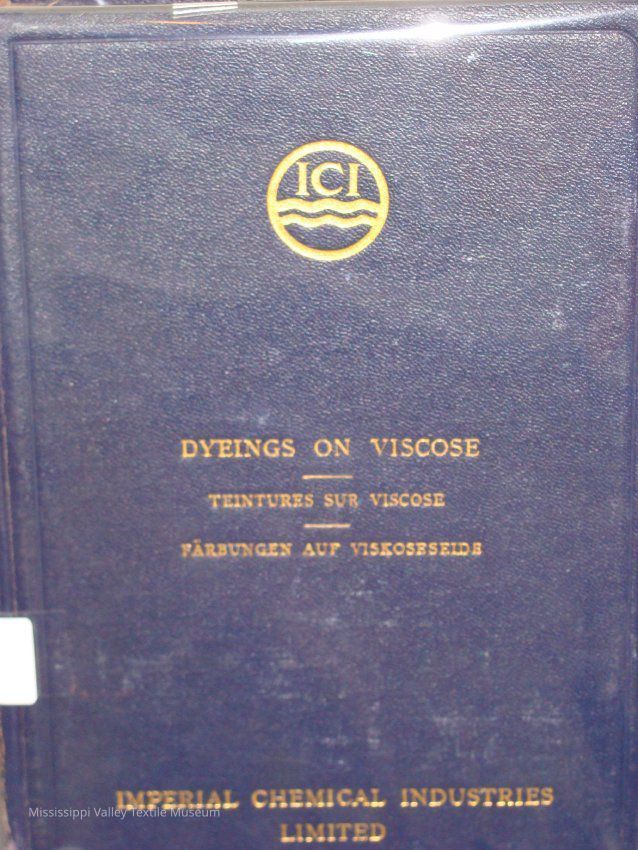 ICI
DYEINGS ON VISCOSE
TEINTURES SUR VISCOSE
FÄRBUNGEN AUF VISKOSESEIDE
IMPERIAL CHEMICAL INDUSTRIES
LIMITED
Mississippi Valley Textile Museum